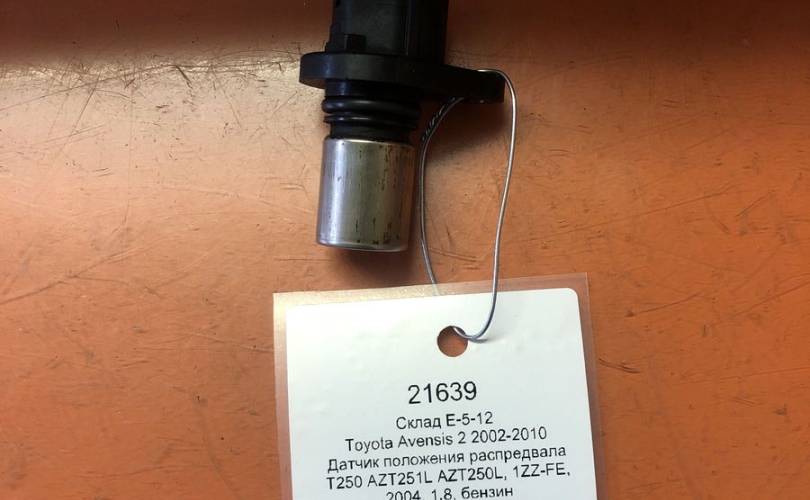 21639
Склад E-5-12
Toyota Avensis 2 2002-2010
Датчик положения распредвала
T250 AZT251L AZT250L, 1ZZ-FE,
2004, 1.8, бензин